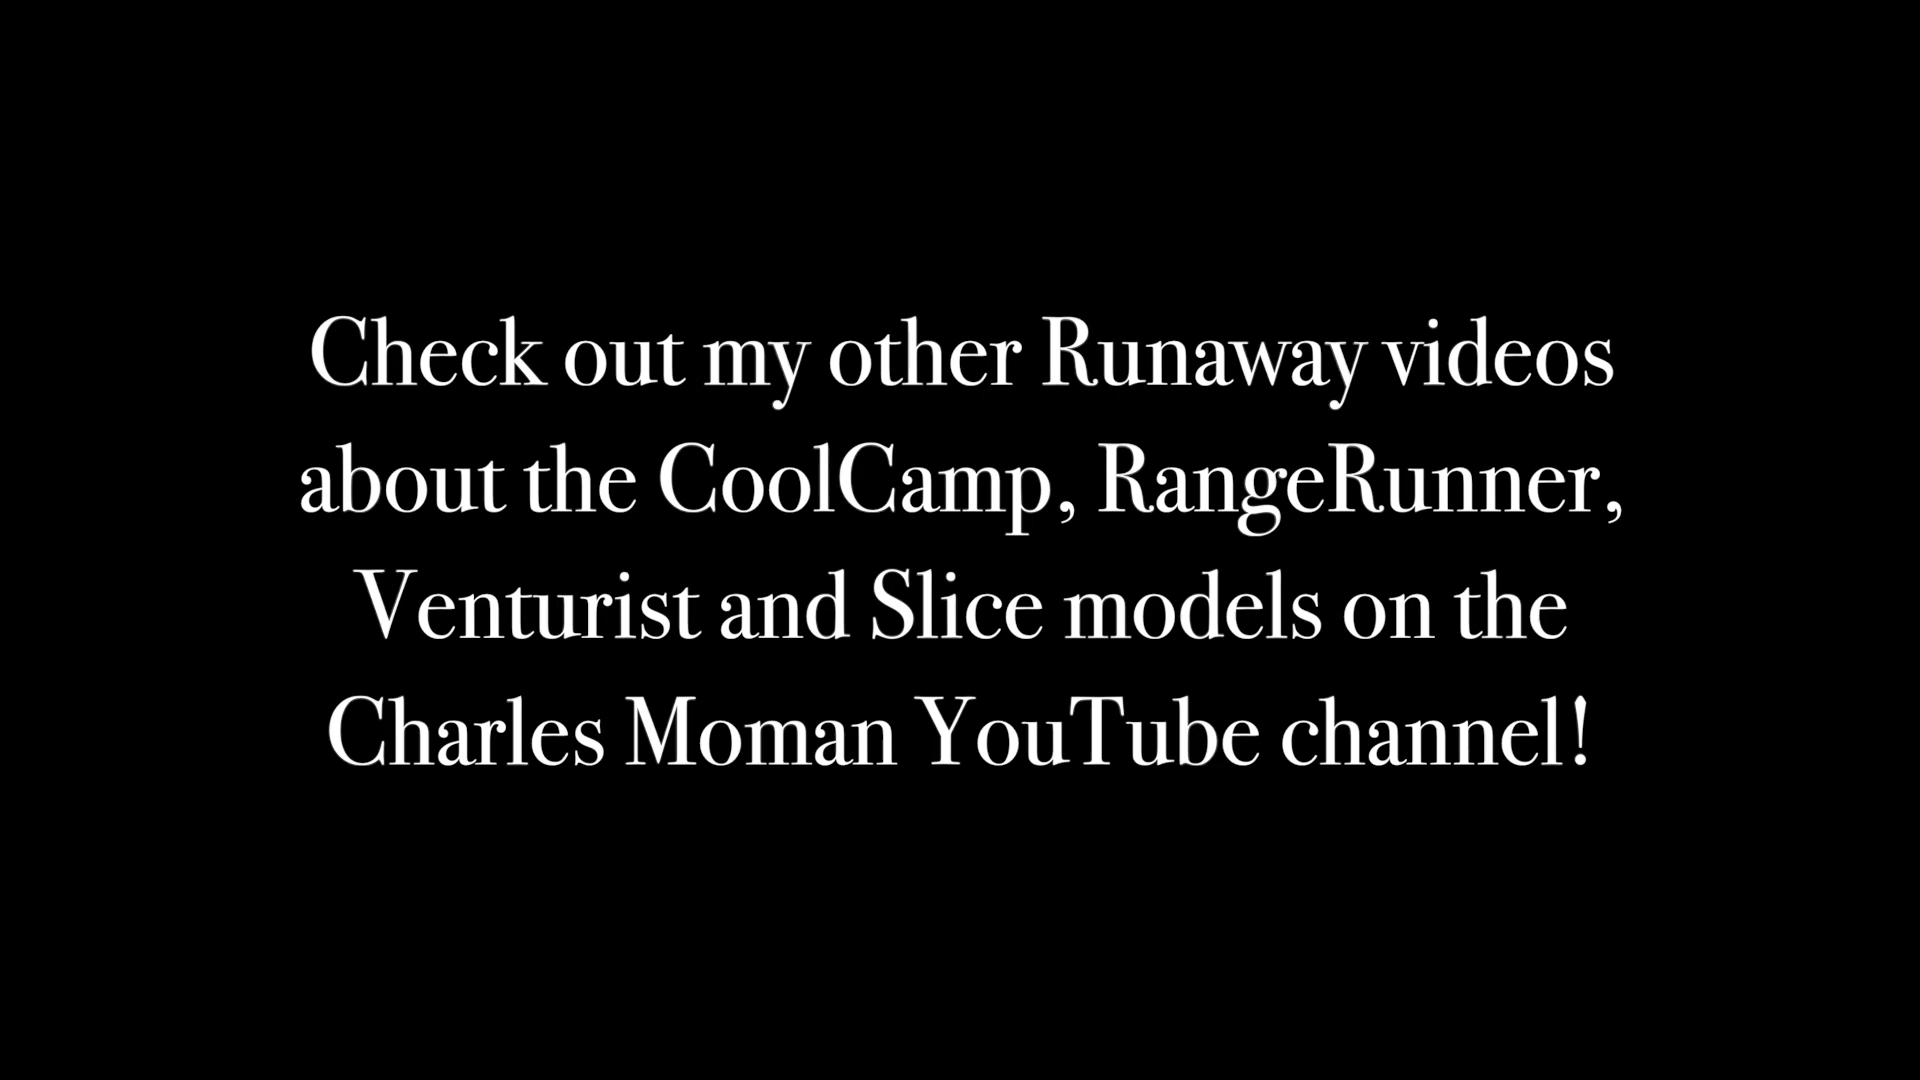 Check out my other Runaway videos
about the CoolCamp, RangeRunner,
Venturist and Slice models on the
Charles Moman YouTube channel!